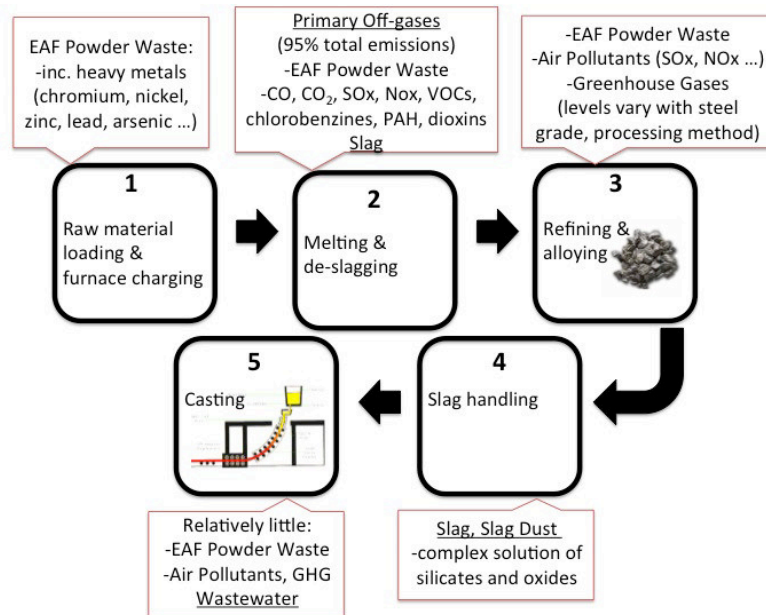 EAF Powder Waste:
-inc. heavy metals
(chromium, nickel,
zinc, lead, arsenic ...)
Primary Off-gases
(95% total emissions)
-EAF Powder Waste
-CO, CO₂, SOx, Nox, VOCs,
chlorobenzines, PAH, dioxins
Slag
-EAF Powder Waste
-Air Pollutants (SOx, NOx ...)
-Greenhouse Gases
(levels vary with steel
grade, processing method)
1
Raw material
loading &
furnace charging
2
Melting &
de-slagging
3
Refining &
alloying
4
Slag handling
5
Casting
Slag, Slag Dust
-complex solution of
silicates and oxides
Relatively little:
-EAF Powder Waste
-Air Pollutants, GHG
Wastewater